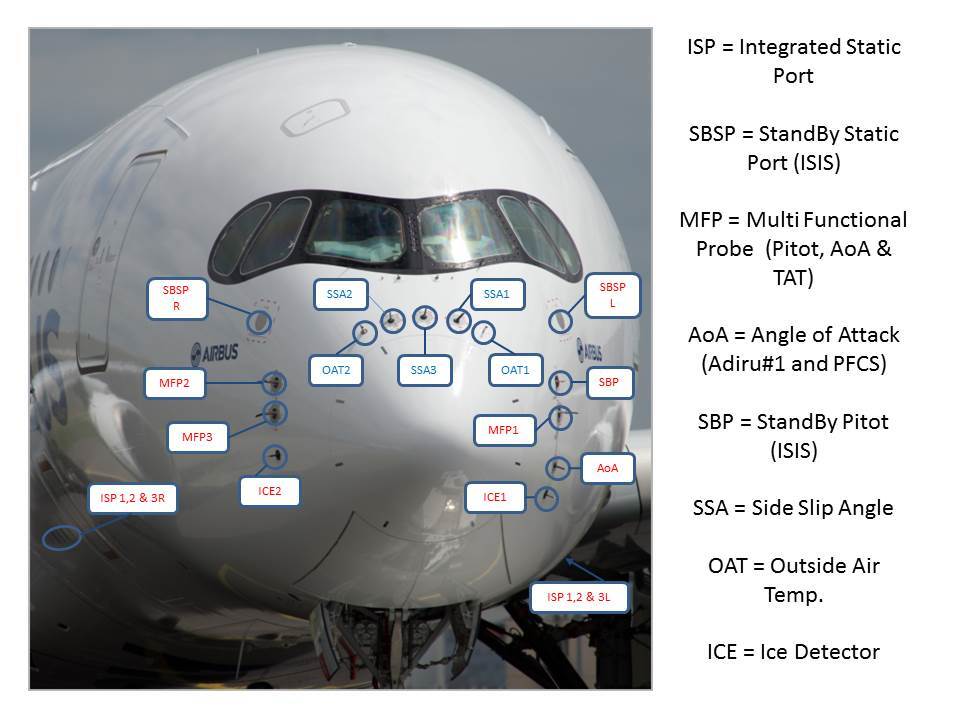 SBSP
R
SSA2
SSA1
SBSP
L
OAT2
SSA3
OAT1
AIRBUS
AIRBUS
MFP2
SBP
MFP3
MFP1
AoA
ICE2
ICE1
ISP 1,2 & 3R
ISP 1,2 & 3L
ISP = Integrated Static
Port
SBSP = StandBy Static
Port (ISIS)
MFP = Multi Functional
Probe (Pitot, AoA &
TAT)
AoA = Angle of Attack
(Adiru#1 and PFCS)
SBP = StandBy Pitot
(ISIS)
SSA = Side Slip Angle
OAT = Outside Air
Temp.
ICE = Ice Detector